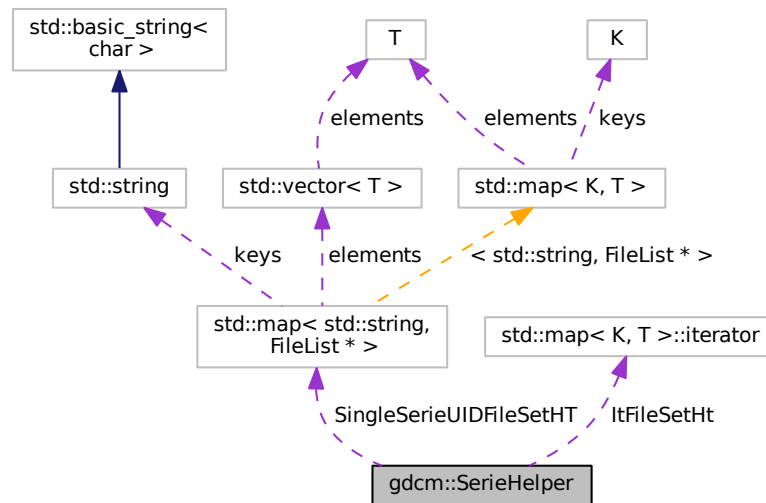 std::basic_string<
char >
T
K
elements
elements
keys
std::string
std::vector< T >
std::map< K, T >
keys
elements
< std::string, FileList * >
std::map< std::string,
FileList * >
std::map< K, T >::iterator
SingleSerieUIDFileSetHT
ItFileSetHt
gdcm::SerieHelper